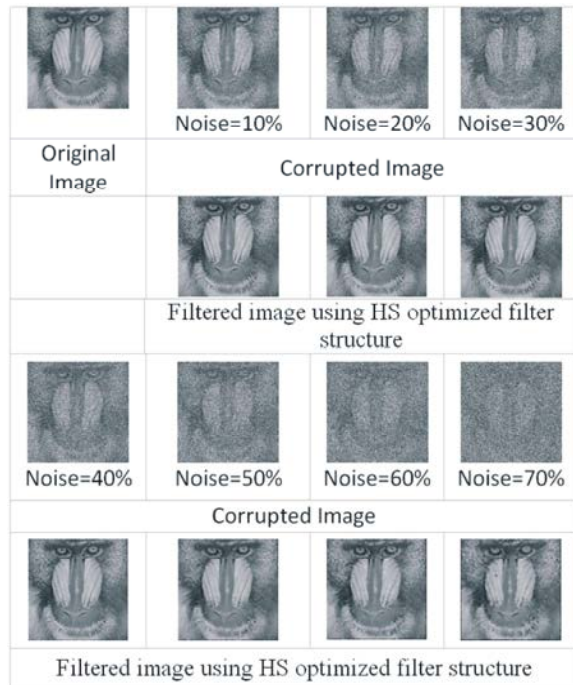 Noise=10% Noise=20% Noise=30%
Original
Image
Corrupted Image
Filtered image using HS optimized filter
structure
Noise=40% Noise=50% Noise=60% Noise=70%
Corrupted Image
Filtered image using HS optimized filter structure